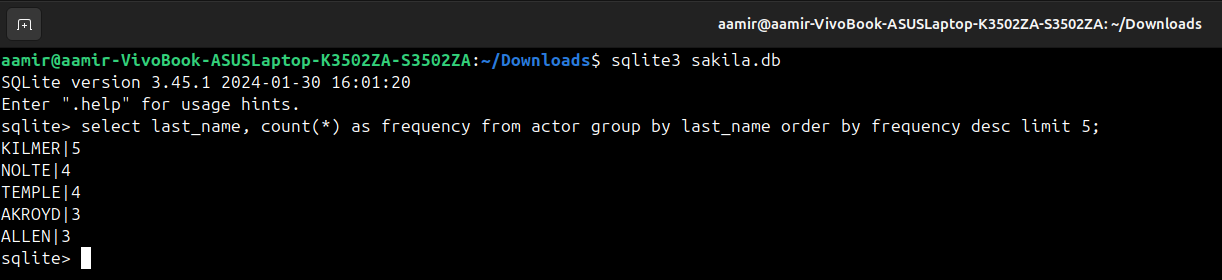 aamir@aamir-VivoBook-ASUSLaptop-K3502ZA-S3502ZA: ~/Downloads
aamir@aamir-VivoBook-ASUSLaptop-K3502ZA-S3502ZA:~/Downloads$ sqlite3 sakila.db
SQLite version 3.45.1 2024-01-30 16:01:20
Enter ".help" for usage hints.
sqlite> select last_name, count(*) as frequency from actor group by last_name order by frequency desc limit 5;
KILMER|5
NOLTE|4
TEMPLE|4
AKROYD|3
ALLEN|3
sqlite>